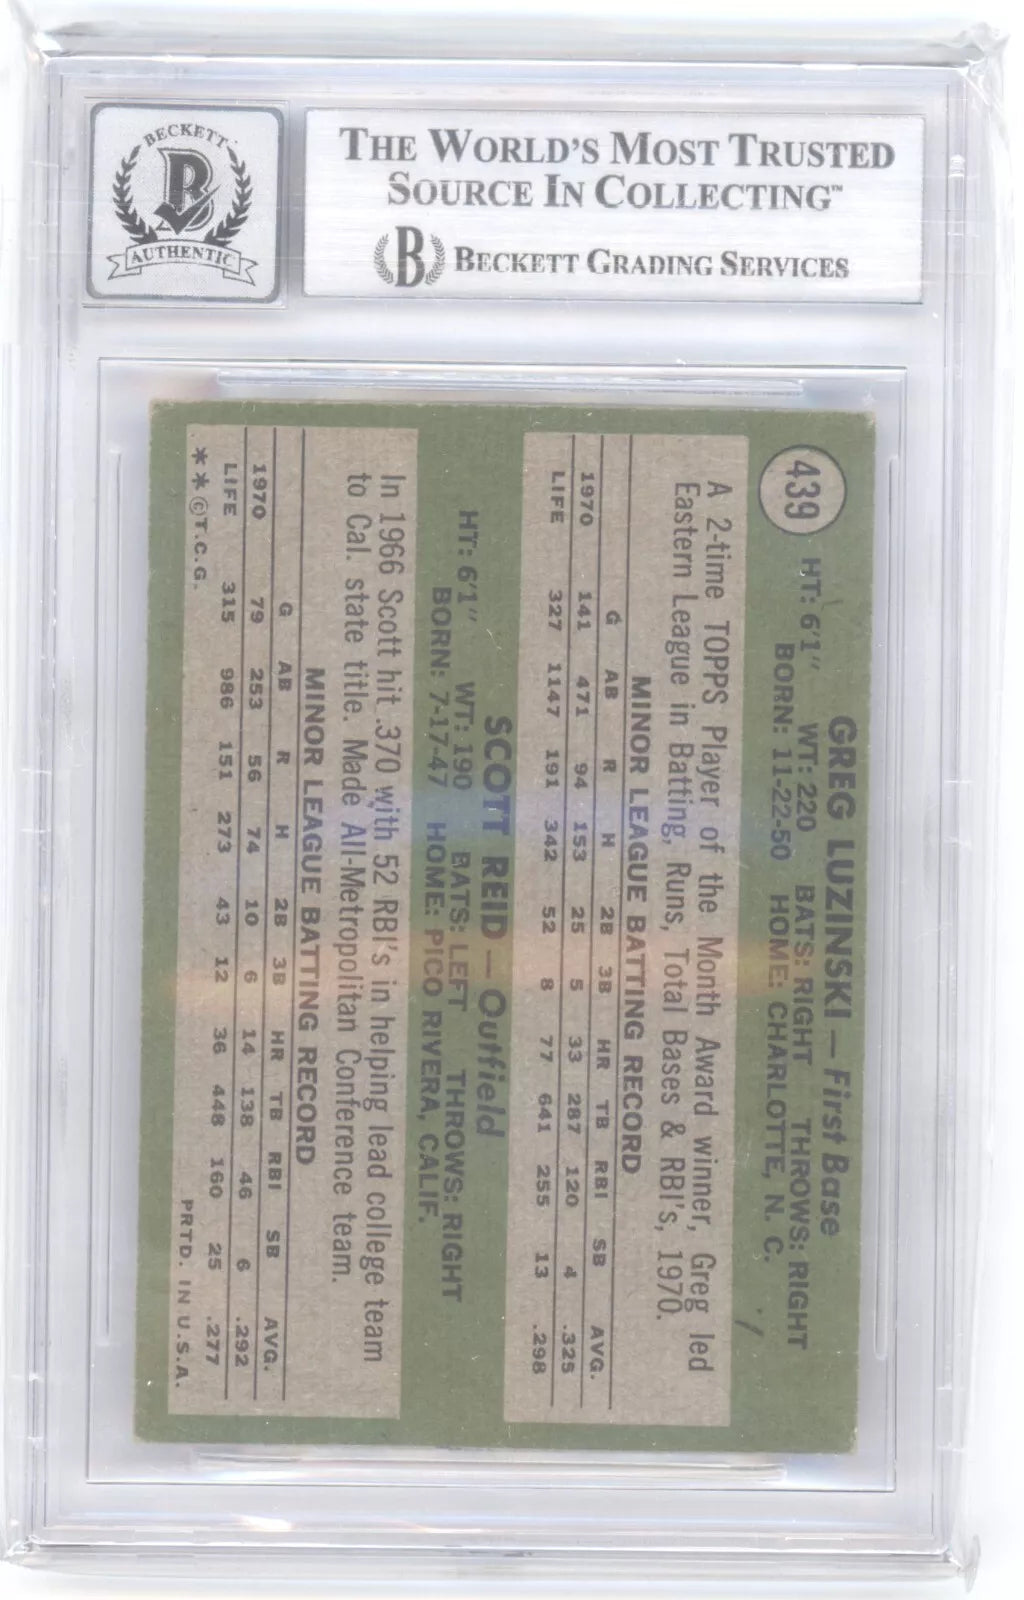 BECKETT
B
AUTHENTIC
THE WORLD'S MOST TRUSTED
SOURCE IN COLLECTING™
B BECKETT GRADING SERVICES
439
GREG LUZINSKI — First Base
HT: 6'1" WT: 220 BATS: RIGHT THROWS: RIGHT
BORN: 11-22-50 HOME: CHARLOTTE, N. C.
A 2-time TOPPS Player of the Month Award winner, Greg led
Eastern League in Batting, Runs, Total Bases & RBI's, 1970.
MINOR LEAGUE BATTING RECORD
G AB R H 2B 3B HR TB RBI SB AVG.
1970 141 471 94 153 25 5 33 287 120 4 .325
LIFE 327 1147 191 342 52 8 77 641 255 13 .298
SCOTT REID — Outfield
HT: 6'1" WT: 190 BATS: LEFT THROWS: RIGHT
BORN: 7-17-47 HOME: PICO RIVERA, CALIF.
In 1966 Scott hit .370 with 52 RBI's in helping lead college team
to Cal. state title. Made All-Metropolitan Conference team.
MINOR LEAGUE BATTING RECORD
G AB R H 2B 3B HR TB RBI SB AVG.
1970 79 253 56 74 10 6 14 138 46 6 .292
LIFE 315 986 151 273 43 12 36 448 160 25 .277
**©T.C.G. PRTD. IN U.S.A.